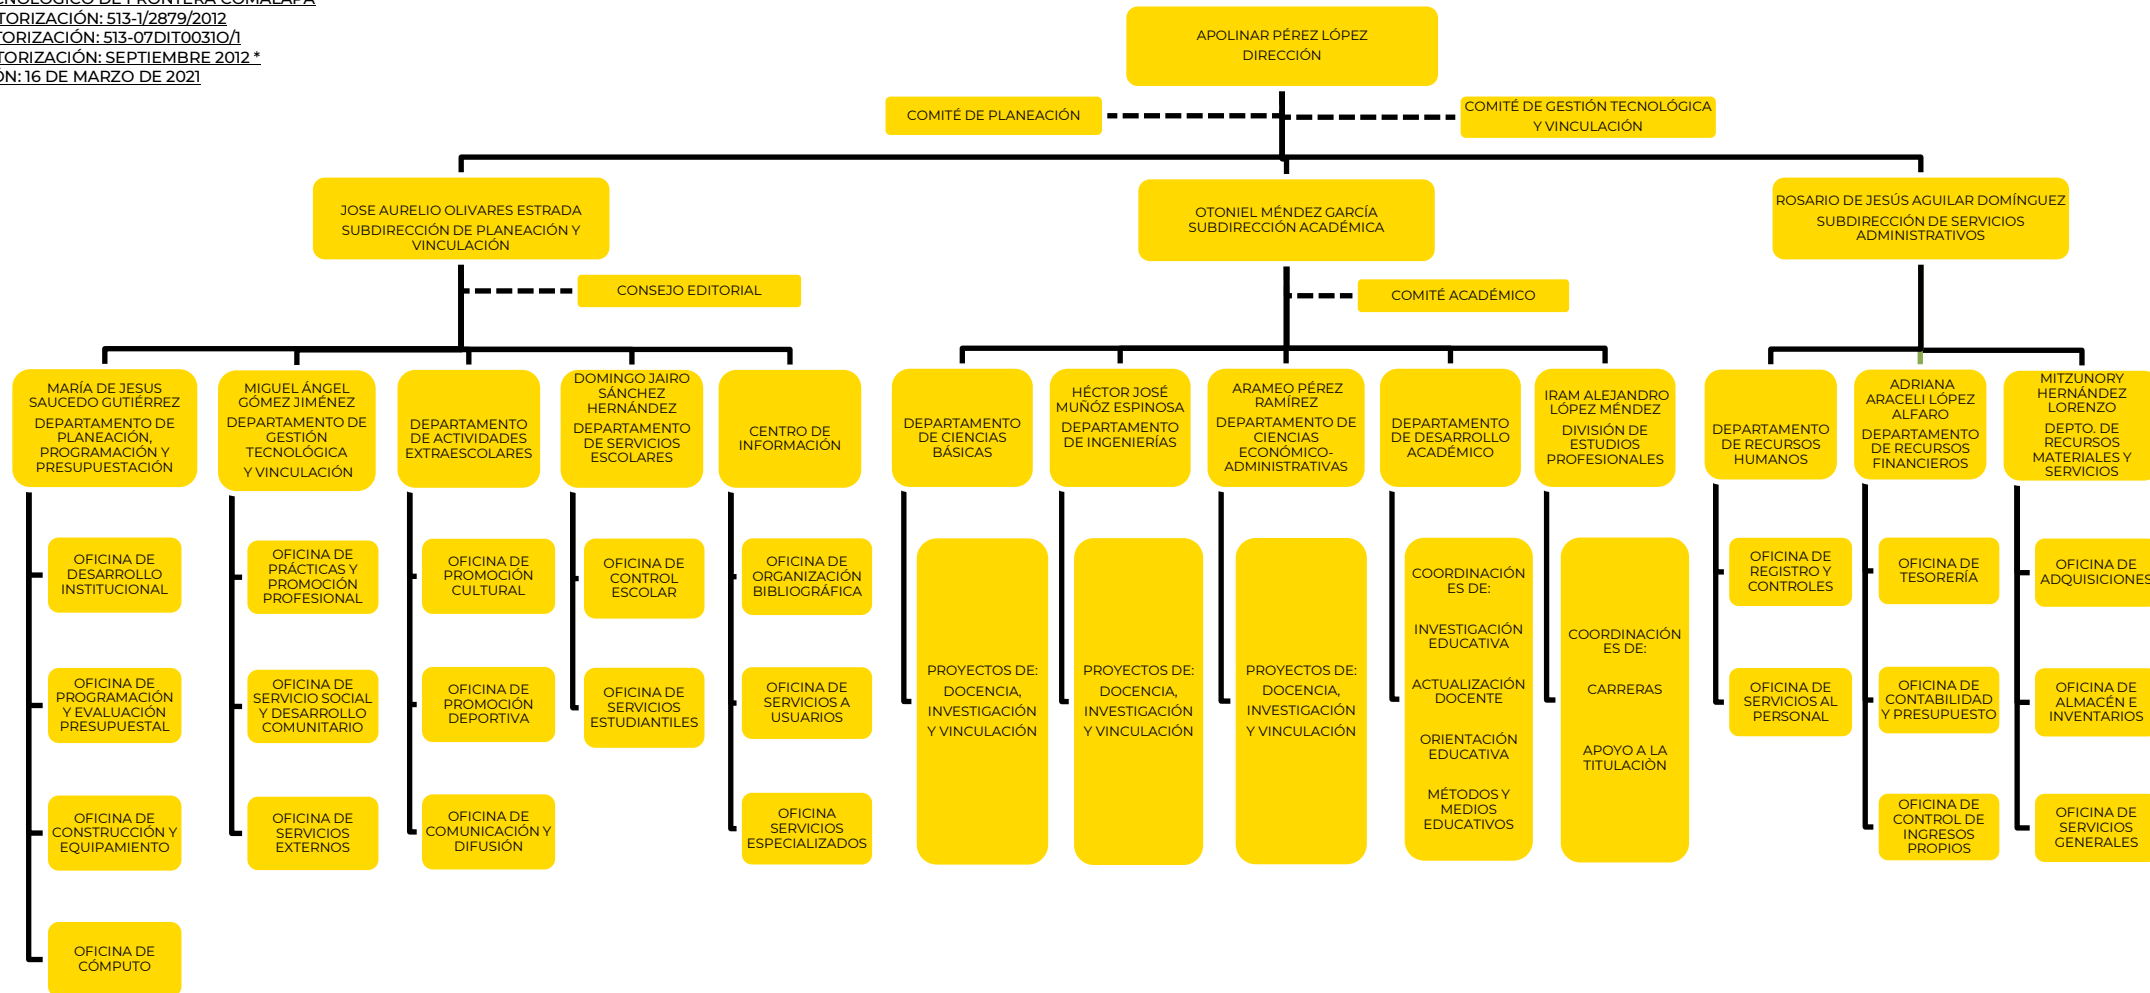 CNOLÓGICO DE FRONTERA COMALAPA
TORIZACIÓN: 513-1/2879/2012
TORIZACIÓN: 513-07DIT0031O/1
TORIZACIÓN: SEPTIEMBRE 2012 *
ÓN: 16 DE MARZO DE 2021
APOLINAR PÉREZ LÓPEZ
DIRECCIÓN
COMITÉ DE PLANEACIÓN
COMITÉ DE GESTIÓN TECNOLÓGICA
Y VINCULACIÓN
JOSE AURELIO OLIVARES ESTRADA
SUBDIRECCIÓN DE PLANEACIÓN Y
VINCULACIÓN
OTONIEL MÉNDEZ GARCÍA
SUBDIRECCIÓN ACADÉMICA
ROSARIO DE JESÚS AGUILAR DOMÍNGUEZ
SUBDIRECCIÓN DE SERVICIOS
ADMINISTRATIVOS
CONSEJO EDITORIAL
COMITÉ ACADÉMICO
MARÍA DE JESUS
SAUCEDO GUTIÉRREZ
DEPARTAMENTO DE
PLANEACIÓN,
PROGRAMACIÓN Y
PRESUPUESTACIÓN
MIGUEL ÁNGEL
GÓMEZ JIMÉNEZ
DEPARTAMENTO DE
GESTIÓN
TECNOLÓGICA
Y VINCULACIÓN
DEPARTAMENTO
DE ACTIVIDADES
EXTRAESCOLARES
DOMINGO JAIRO
SÁNCHEZ
HERNÁNDEZ
DEPARTAMENTO
DE SERVICIOS
ESCOLARES
CENTRO DE
INFORMACIÓN
DEPARTAMENTO
DE CIENCIAS
BÁSICAS
HÉCTOR JOSÉ
MUÑÓZ ESPINOSA
DEPARTAMENTO
DE INGENIERÍAS
ARAMEO PÉREZ
RAMÍREZ
DEPARTAMENTO DE
CIENCIAS
ECONÓMICO-
ADMINISTRATIVAS
DEPARTAMENTO
DE DESARROLLO
ACADÉMICO
IRAM ALEJANDRO
LÓPEZ MÉNDEZ
DIVISIÓN DE
ESTUDIOS
PROFESIONALES
DEPARTAMENTO
DE RECURSOS
HUMANOS
ADRIANA
ARACELI LÓPEZ
ALFARO
DEPARTAMENTO
DE RECURSOS
FINANCIEROS
MITZUNORY
HERNÁNDEZ
LORENZO
DEPTO. DE
RECURSOS
MATERIALES Y
SERVICIOS
OFICINA DE
DESARROLLO
INSTITUCIONAL
OFICINA DE
PROGRAMACIÓN
Y EVALUACIÓN
PRESUPUESTAL
OFICINA DE
CONSTRUCCIÓN Y
EQUIPAMIENTO
OFICINA DE
CÓMPUTO
OFICINA DE
PRÁCTICAS Y
PROMOCIÓN
PROFESIONAL
OFICINA DE
SERVICIO SOCIAL
Y DESARROLLO
COMUNITARIO
OFICINA DE
SERVICIOS
EXTERNOS
OFICINA DE
PROMOCIÓN
CULTURAL
OFICINA DE
PROMOCIÓN
DEPORTIVA
OFICINA DE
COMUNICACIÓN Y
DIFUSIÓN
OFICINA DE
CONTROL
ESCOLAR
OFICINA DE
SERVICIOS
ESTUDIANTILES
OFICINA DE
ORGANIZACIÓN
BIBLIOGRÁFICA
OFICINA DE
SERVICIOS A
USUARIOS
OFICINA
SERVICIOS
ESPECIALIZADOS
PROYECTOS DE:
DOCENCIA,
INVESTIGACIÓN
Y VINCULACIÓN
PROYECTOS DE:
DOCENCIA,
INVESTIGACIÓN
Y VINCULACIÓN
PROYECTOS DE:
DOCENCIA,
INVESTIGACIÓN
Y VINCULACIÓN
COORDINACIÓN
ES DE:
INVESTIGACIÓN
EDUCATIVA
ACTUALIZACIÓN
DOCENTE
ORIENTACIÓN
EDUCATIVA
MÉTODOS Y
MEDIOS
EDUCATIVOS
COORDINACIÓN
ES DE:
CARRERAS
APOYO A LA
TITULACIÒN
OFICINA DE
REGISTRO Y
CONTROLES
OFICINA DE
SERVICIOS AL
PERSONAL
OFICINA DE
TESORERÍA
OFICINA DE
CONTABILIDAD
Y PRESUPUESTO
OFICINA DE
CONTROL DE
INGRESOS
PROPIOS
OFICINA DE
ADQUISICIONES
OFICINA DE
ALMACÉN E
INVENTARIOS
OFICINA DE
SERVICIOS
GENERALES